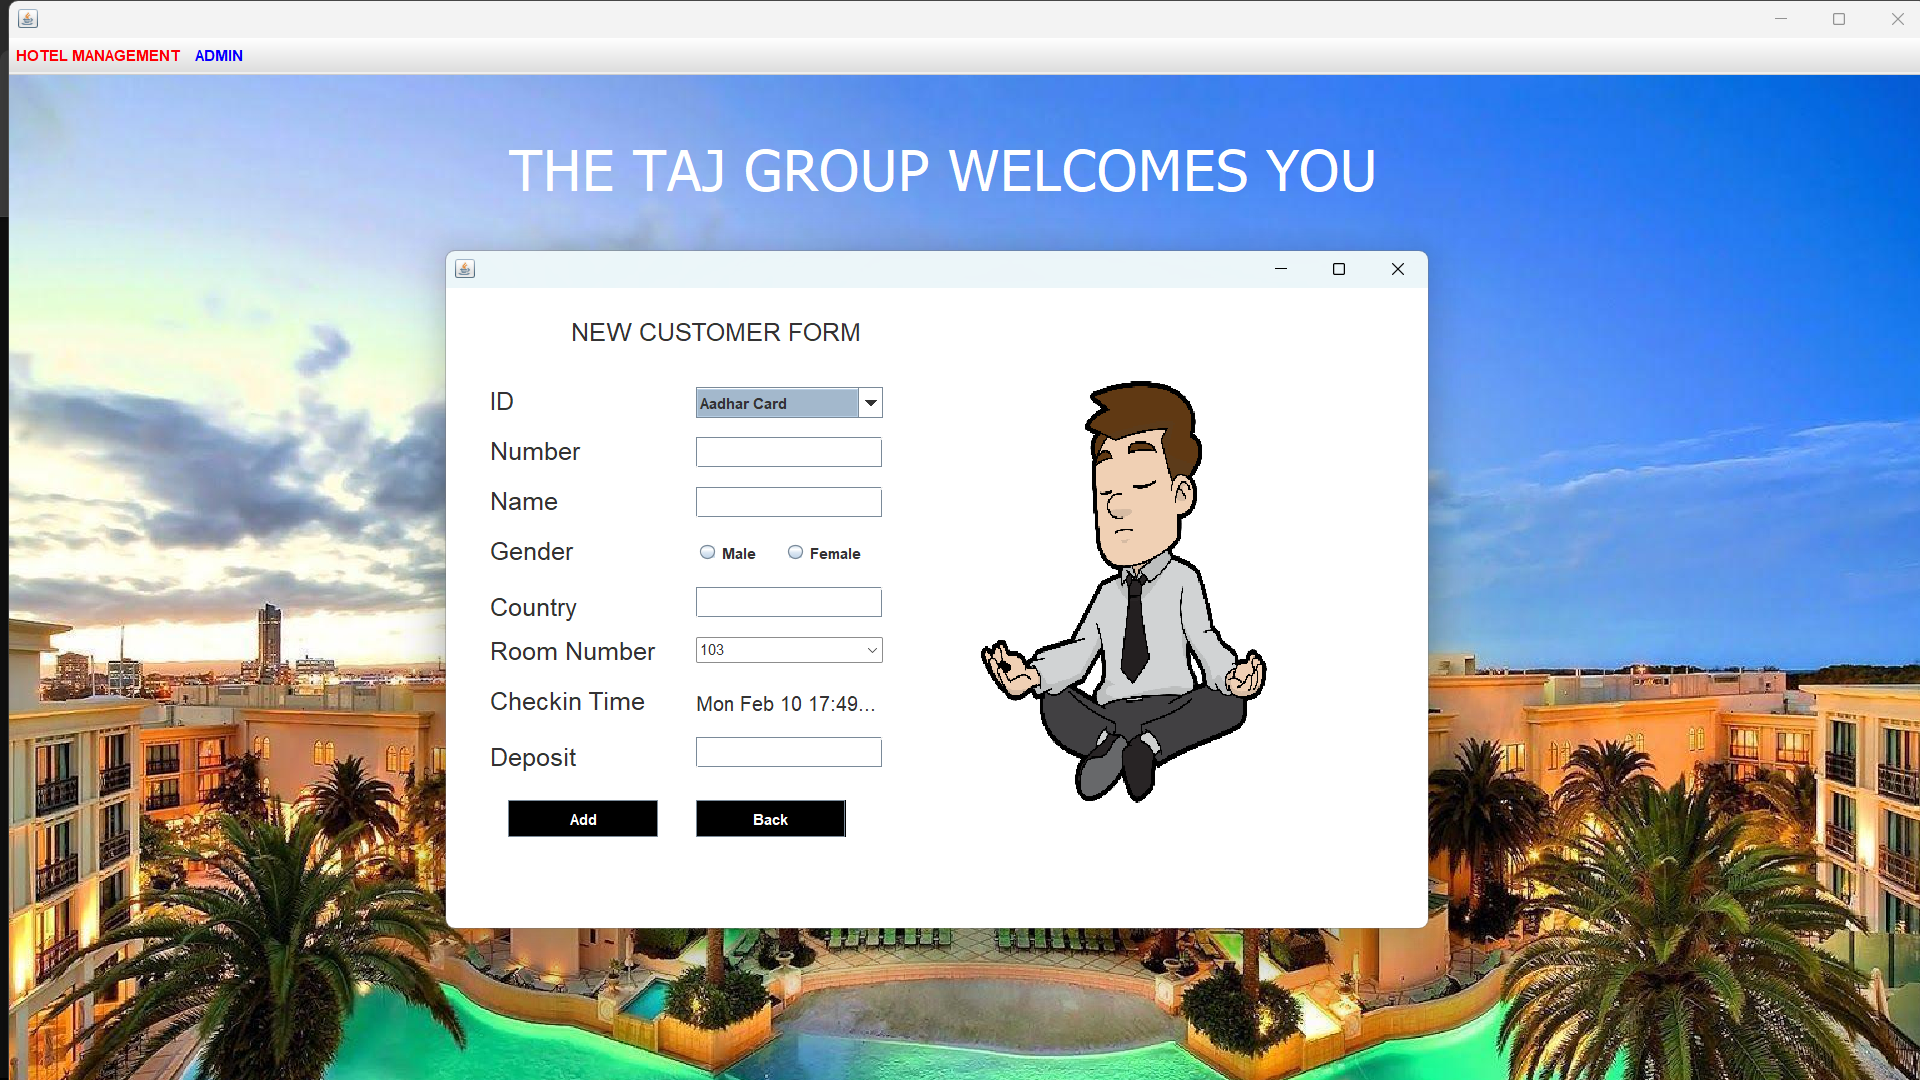 HOTEL MANAGEMENT ADMIN
THE TAJ GROUP WELCOMES YOU
NEW CUSTOMER FORM
ID Aadhar Card
Number
Name
Gender Male Female
Country
Room Number 103
Checkin Time Mon Feb 10 17:49...
Deposit
Add Back